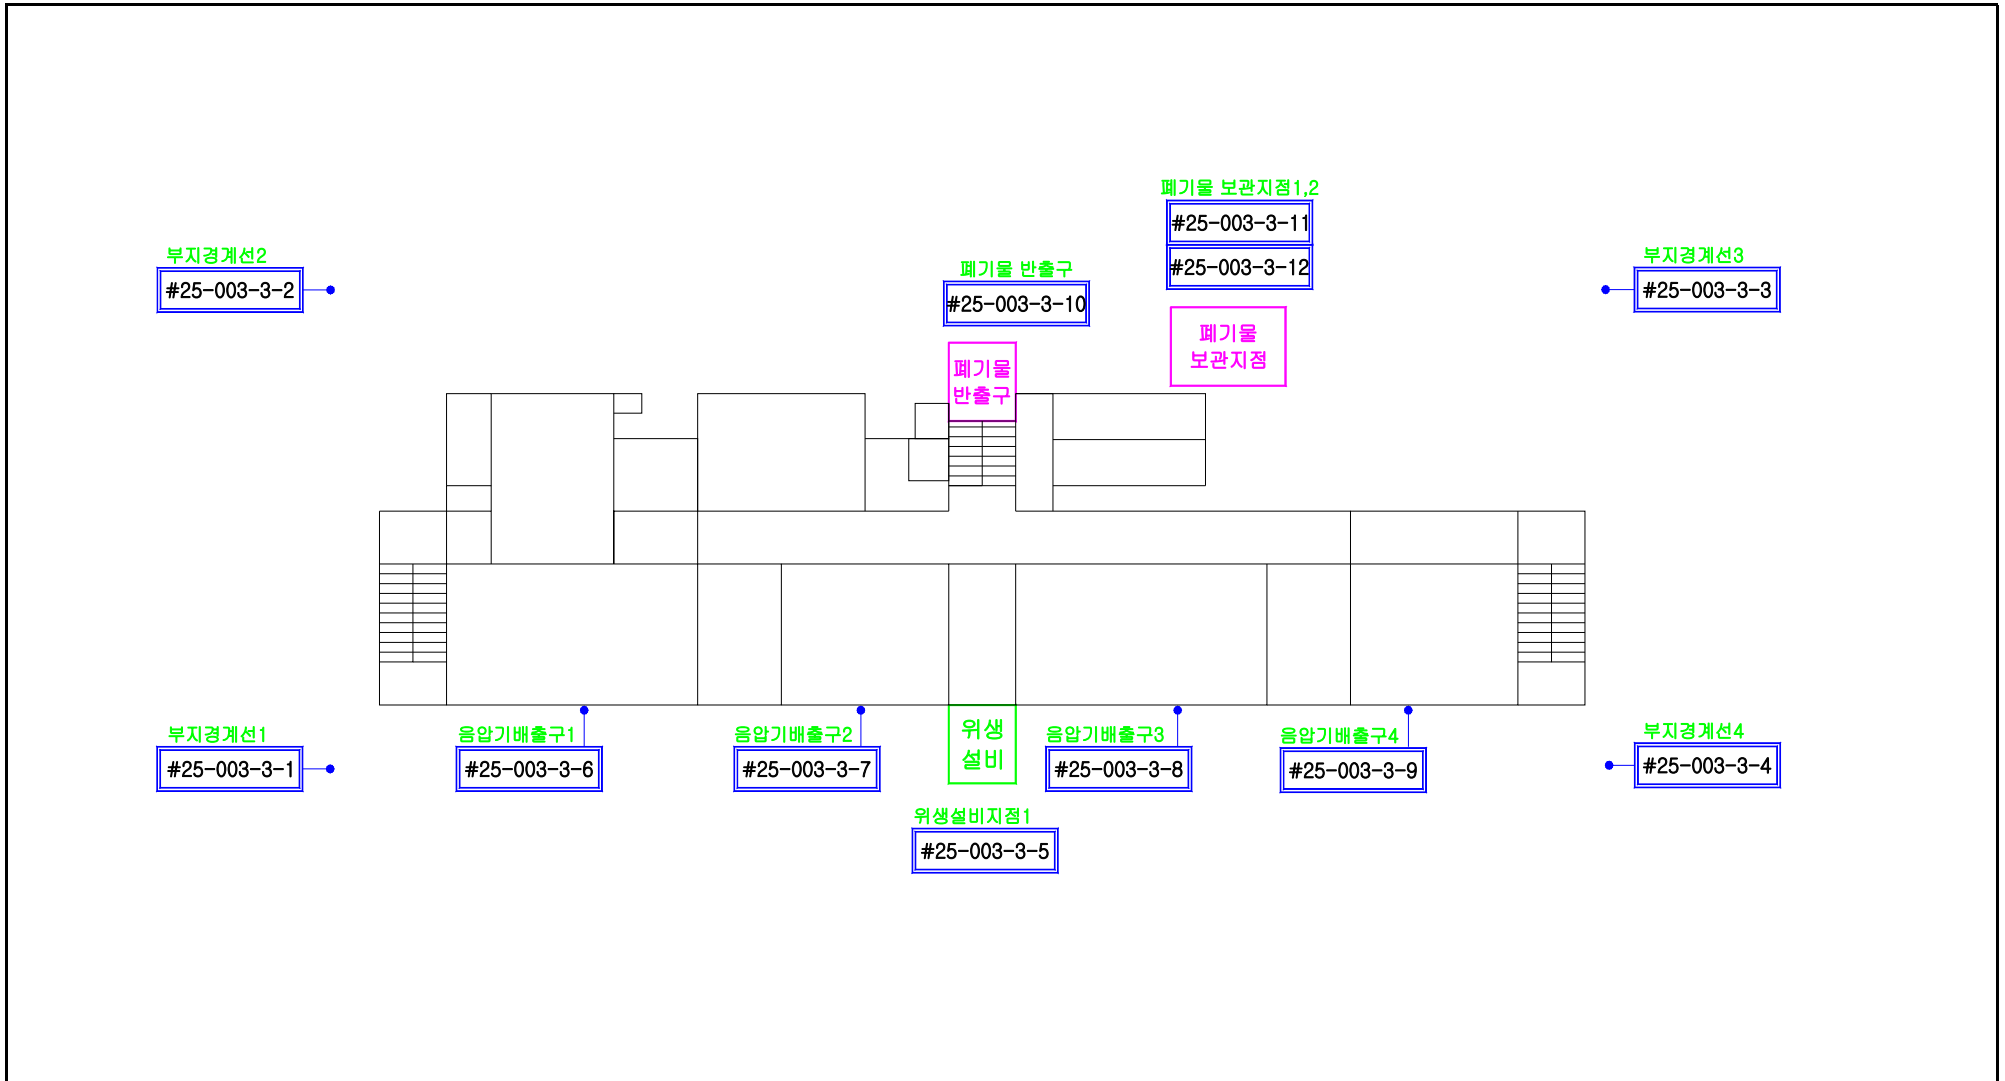 폐기물 보관지점1,2
#25-003-3-11
#25-003-3-12
부지경계선2
#25-003-3-2
폐기물 반출구
#25-003-3-10
부지경계선3
#25-003-3-3
폐기물
보관지점
폐기물
반출구
부지경계선1
#25-003-3-1
음압기배출구1
#25-003-3-6
음압기배출구2
#25-003-3-7
위생
설비
음압기배출구3
#25-003-3-8
음압기배출구4
#25-003-3-9
부지경계선4
#25-003-3-4
위생설비지점1
#25-003-3-5